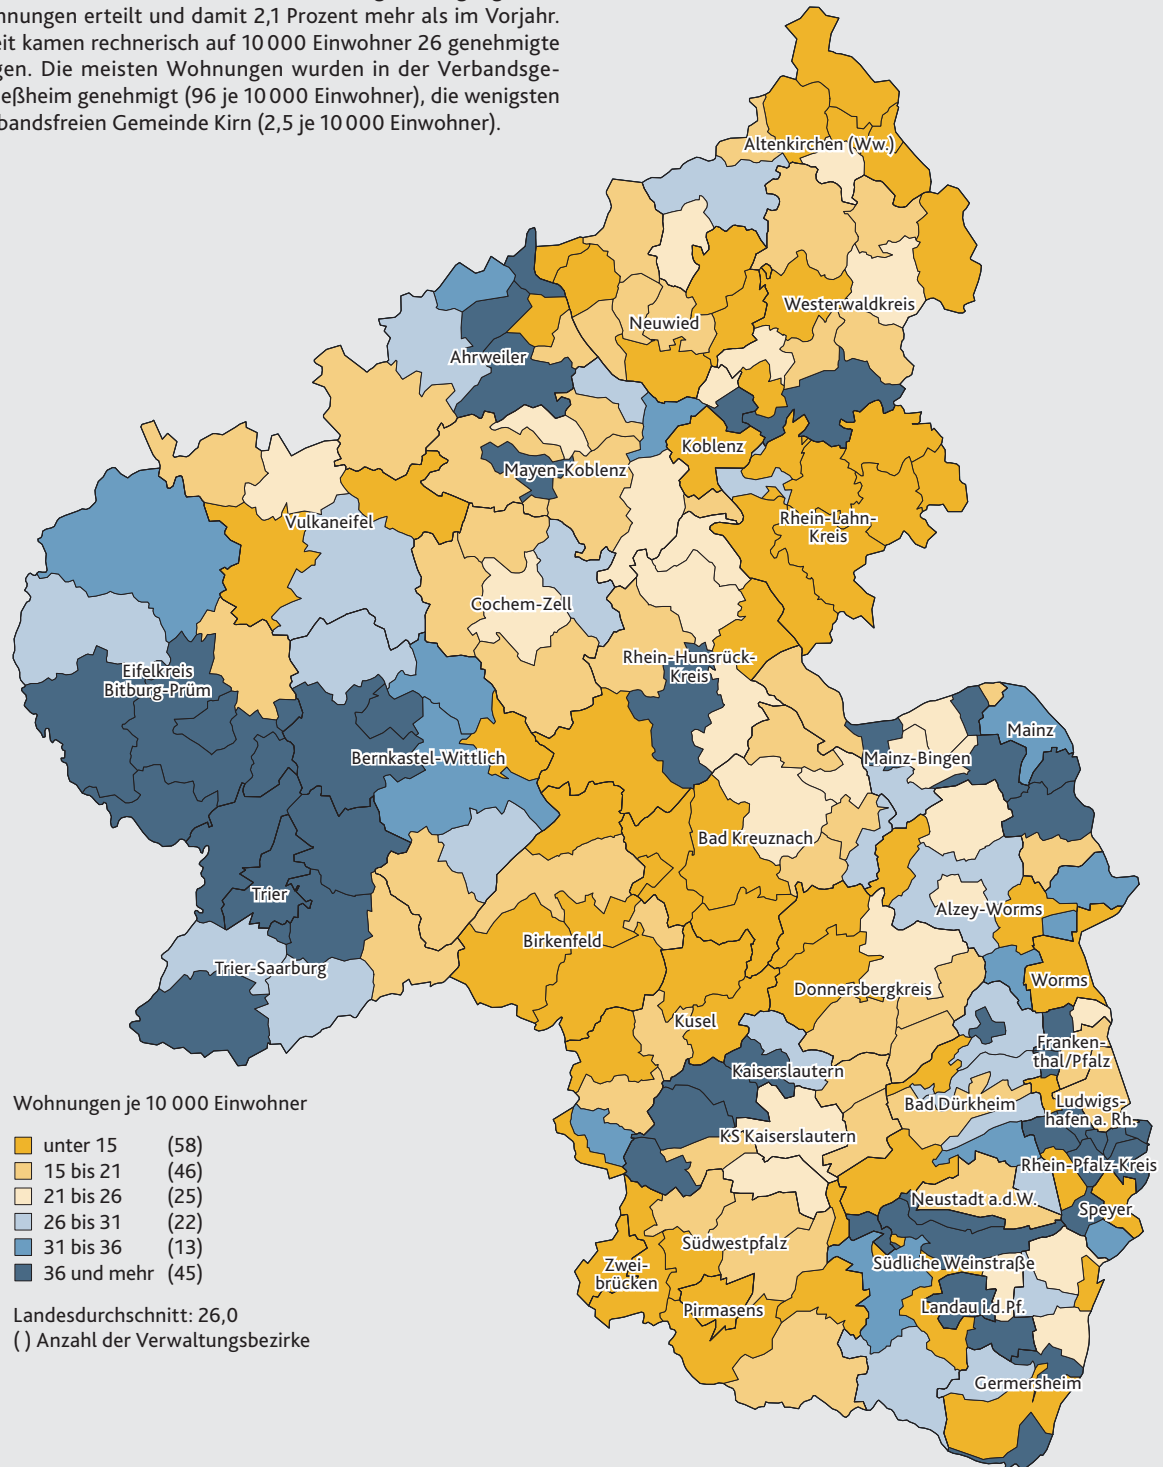 hnungen erteilt und damit 2,1 Prozent mehr als im Vorjahr.
eit kamen rechnerisch auf 10 000 Einwohner 26 genehmigte
gen. Die meisten Wohnungen wurden in der Verbandsge-
eßheim genehmigt (96 je 10 000 Einwohner), die wenigsten
bandsfreien Gemeinde Kirn (2,5 je 10 000 Einwohner).
Altenkirchen (Ww.)
Westerwaldkreis
Neuwied
Ahrweiler
Koblenz
Mayen-Koblenz
Vulkaneifel
Rhein-Lahn-
Kreis
Cochem-Zell
Rhein-Hunsrück-
Kreis
Eifelkreis
Bitburg-Prüm
Mainz
Bernkastel-Wittlich
Mainz-Bingen
Bad Kreuznach
Trier
Alzey-Worms
Birkenfeld
Trier-Saarburg
Worms
Donnersbergkreis
Kusel
Franken-
thal/Pfalz
Kaiserslautern
Bad Dürkheim
Ludwigs-
hafen a. Rh.
KS Kaiserslautern
Rhein-Pfalz-Kreis
Neustadt a.d.W.
Speyer
Südwestpfalz
Südliche Weinstraße
Zwei-
brücken
Pirmasens
Landau i.d.Pf.
Germersheim
Wohnungen je 10 000 Einwohner
unter 15 (58)
15 bis 21 (46)
21 bis 26 (25)
26 bis 31 (22)
31 bis 36 (13)
36 und mehr (45)
Landesdurchschnitt: 26,0
( ) Anzahl der Verwaltungsbezirke